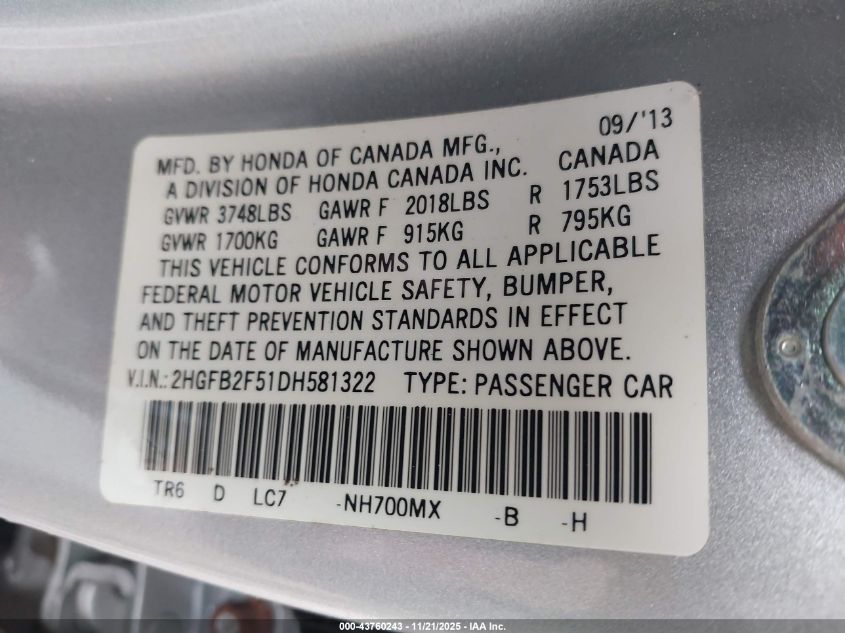 09/'13
MFD. BY HONDA OF CANADA MFG.,
A DIVISION OF HONDA CANADA INC. CANADA
GVWR 3748LBS GAWR F 2018LBS R 1753LBS
GVWR 1700KG GAWR F 915KG R 795KG
THIS VEHICLE CONFORMS TO ALL APPLICABLE
FEDERAL MOTOR VEHICLE SAFETY, BUMPER,
AND THEFT PREVENTION STANDARDS IN EFFECT
ON THE DATE OF MANUFACTURE SHOWN ABOVE.
V.I.N.: 2HGFB2F51DH581322 TYPE: PASSENGER CAR
TR6 D LC7 -NH700MX -B -H
000-43760243 - 11/21/2025 - IAA Inc.